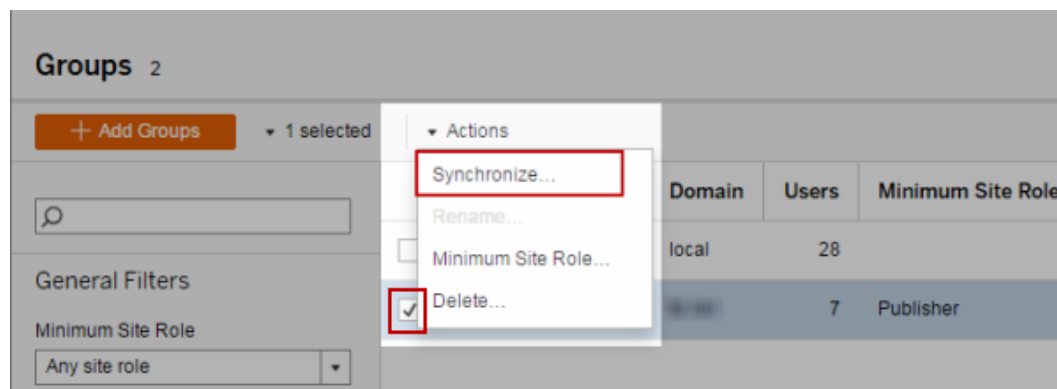 Groups 2
+ Add Groups
1 selected
Actions
Synchronize...
Rename...
Minimum Site Role...
Delete...
Domain Users Minimum Site Role
local 28
7 Publisher
General Filters
Minimum Site Role
Any site role